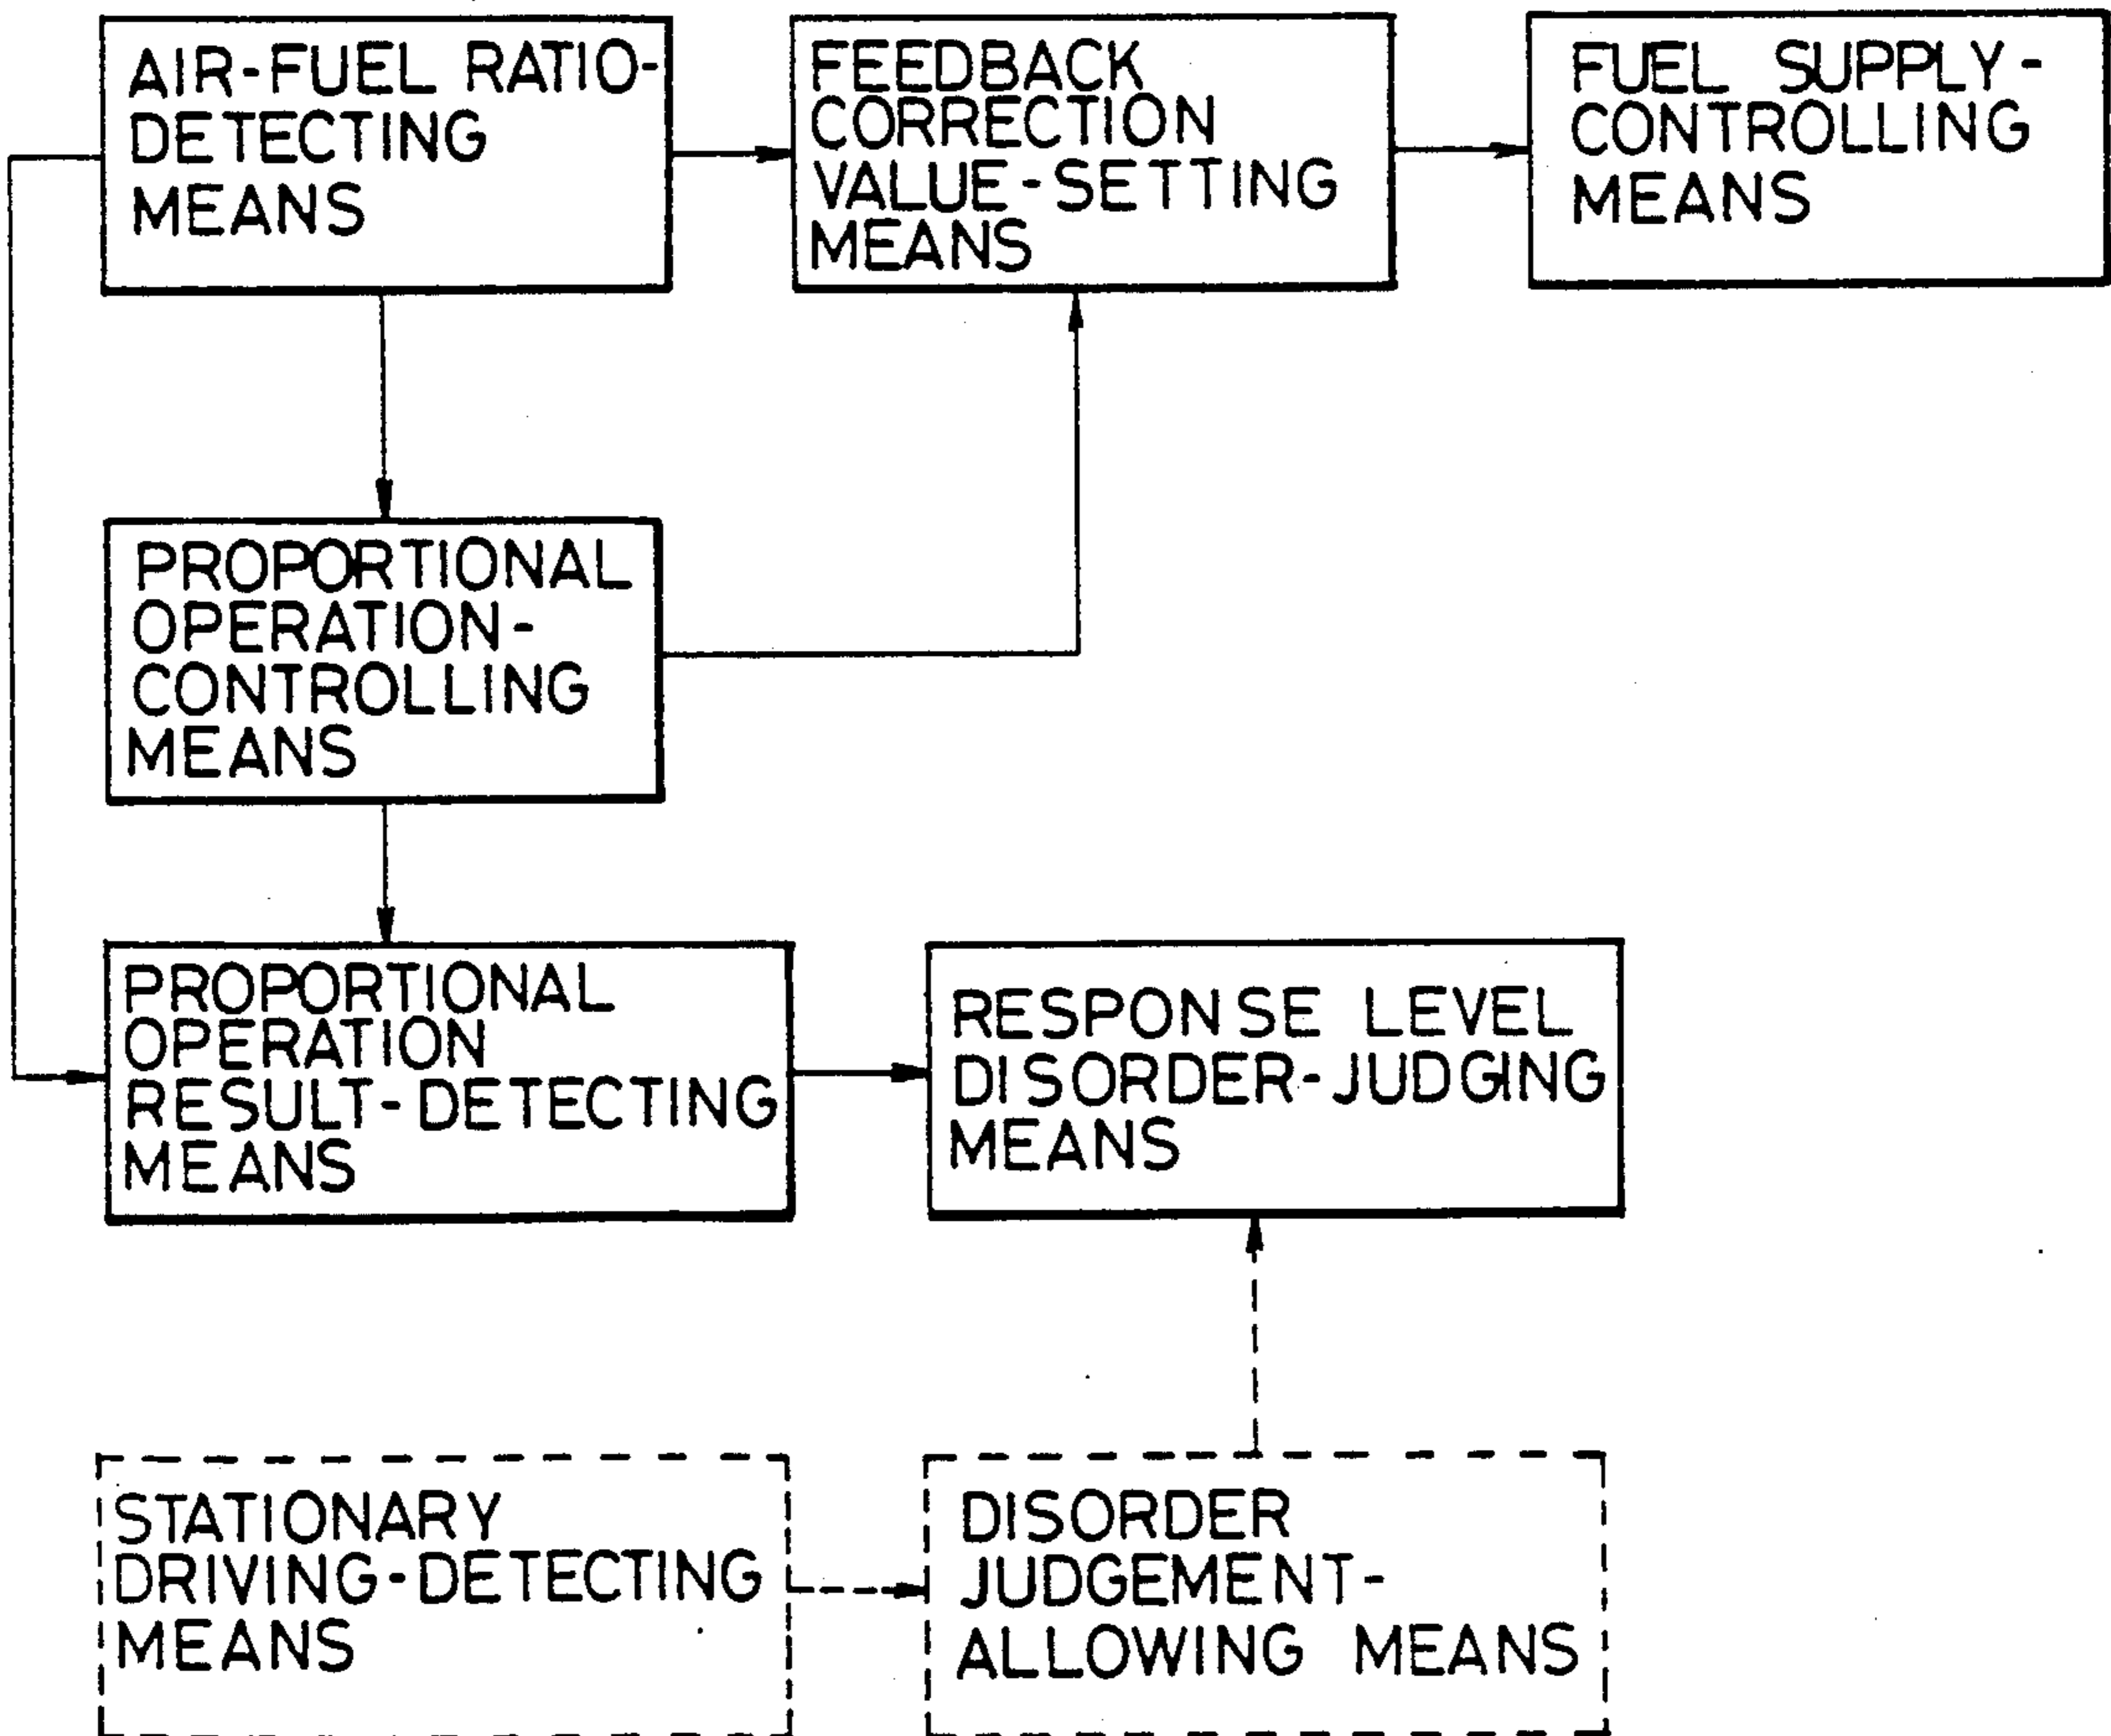 AIR-FUEL RATIO-
DETECTING
MEANS
FEEDBACK
CORRECTION
VALUE-SETTING
MEANS
FUEL SUPPLY-
CONTROLLING
MEANS
PROPORTIONAL
OPERATION-
CONTROLLING
MEANS
PROPORTIONAL
OPERATION
RESULT-DETECTING
MEANS
RESPONSE LEVEL
DISORDER-JUDGING
MEANS
STATIONARY
DRIVING-DETECTING
MEANS
DISORDER
JUDGEMENT-
ALLOWING MEANS